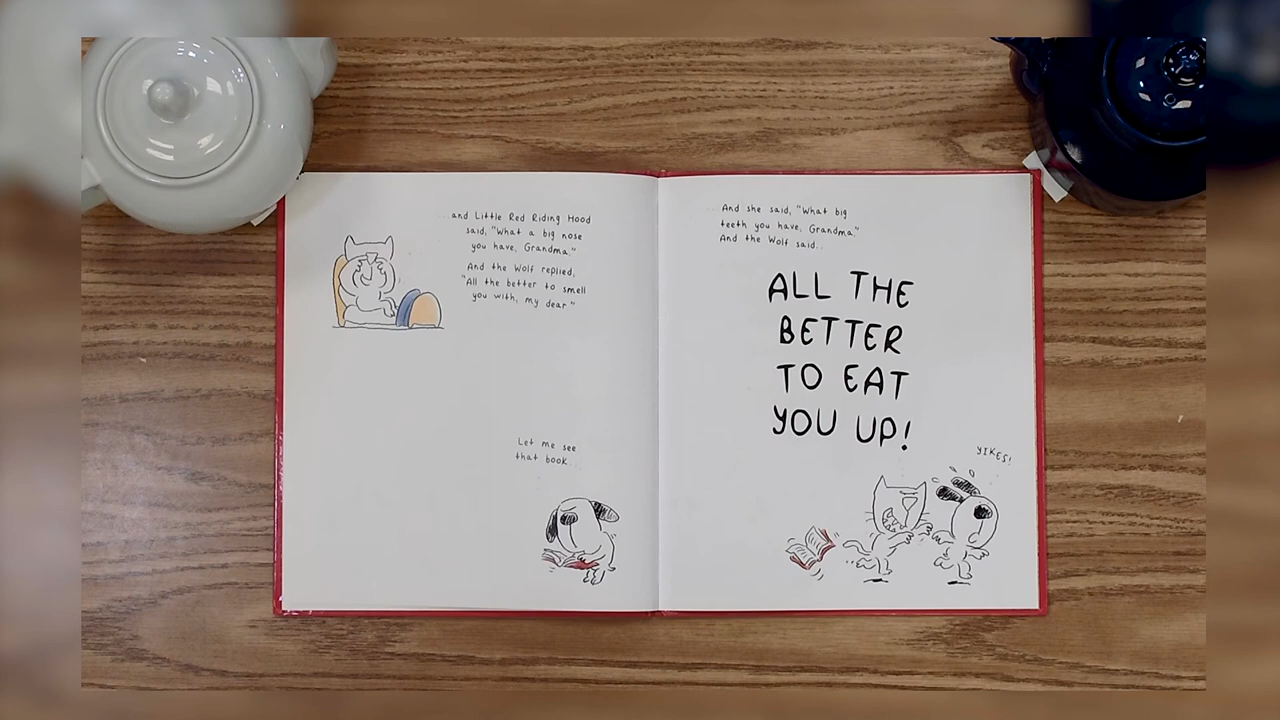 and Little Red Riding Hood
said, "What a big nose
you have, Grandma."
And the Wolf replied,
"All the better to smell
you with, my dear."
Let me see
that book...
And she said, "What big
teeth you have, Grandma."
And the Wolf said...
ALL THE
BETTER
TO EAT
YOU UP!
YIKES!